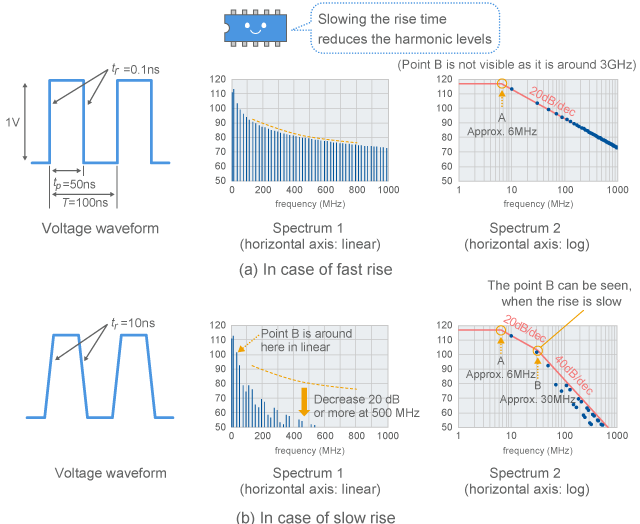 Slowing the rise time
reduces the harmonic levels
(Point B is not visible as it is around 3GHz)
tr=0.1ns
1V
tp=50ns
T=100ns
Voltage waveform
120
110
100
90
80
70
60
50
0 200 400 600 800 1000
frequency (MHz)
Spectrum 1
(horizontal axis: linear)
120
110
100
90
80
70
60
50
20dB/dec
A
Approx. 6MHz
1 10 100 1000
frequency (MHz)
Spectrum 2
(horizontal axis: log)
(a) In case of fast rise
The point B can be seen,
when the rise is slow
tr=10ns
Voltage waveform
120
110
100
90
80
70
60
50
Point B is around
here in linear
Decrease 20 dB
or more at 500 MHz
0 200 400 600 800 1000
frequency (MHz)
Spectrum 1
(horizontal axis: linear)
120
110
100
90
80
70
60
50
20dB/dec
40dB/dec
A
Approx. 6MHz
B
Approx. 30MHz
1 10 100 1000
frequency (MHz)
Spectrum 2
(horizontal axis: log)
(b) In case of slow rise